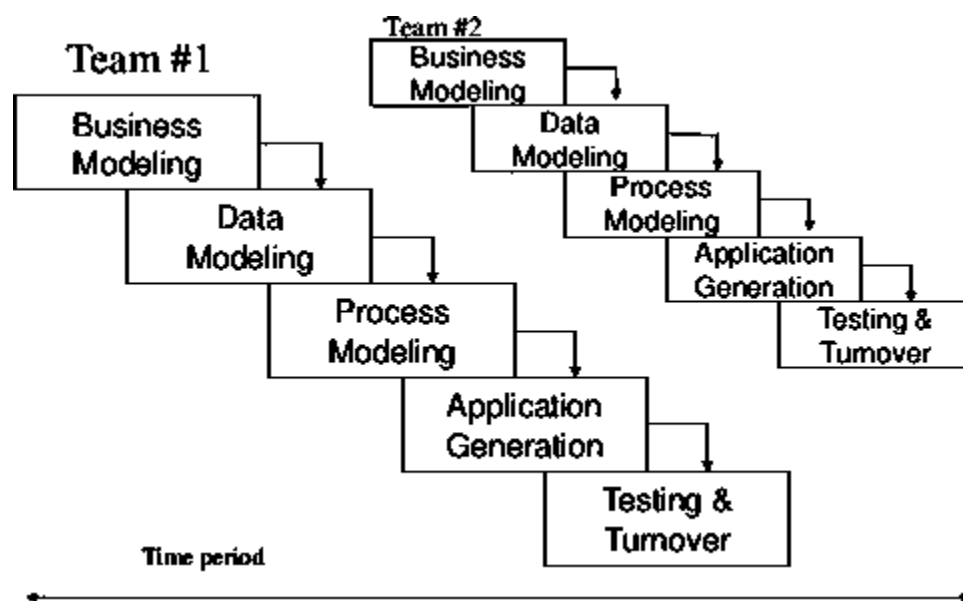 Team #1
Business
Modeling
Data
Modeling
Process
Modeling
Application
Generation
Testing &
Turnover
Team #2
Business
Modeling
Data
Modeling
Process
Modeling
Application
Generation
Testing &
Turnover
Time period